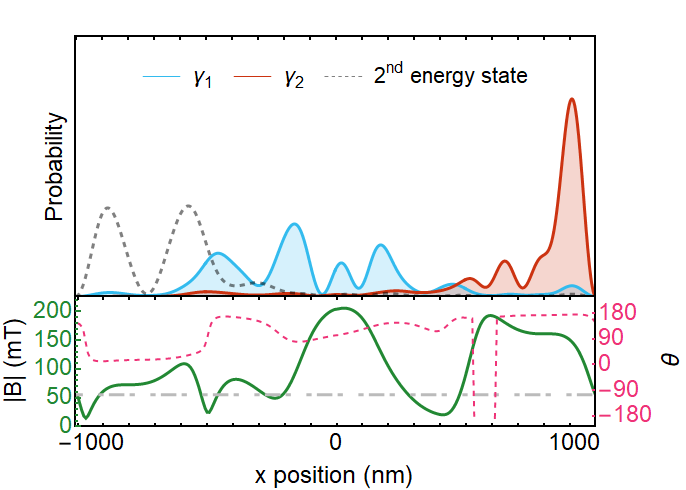 γ1 γ2 2nd energy state
Probability
200
150
100
50
0
|B| (mT)
180
90
0
−90
−180
θ
−1000 0 1000
x position (nm)